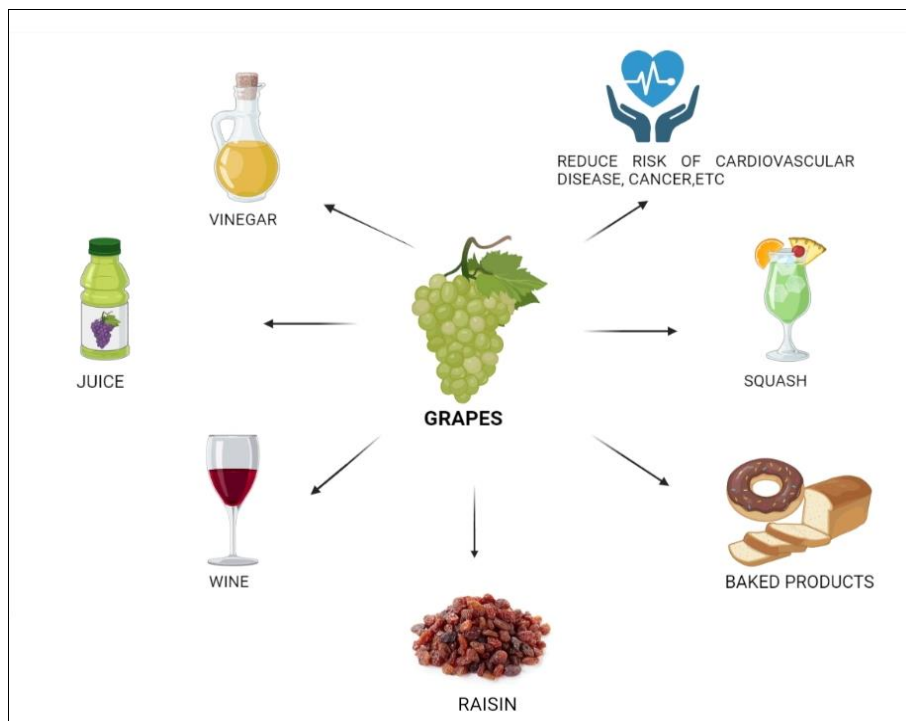 REDUCE RISK OF CARDIOVASCULAR
DISEASE, CANCER,ETC
VINEGAR
JUICE
SQUASH
GRAPES
WINE
BAKED PRODUCTS
RAISIN